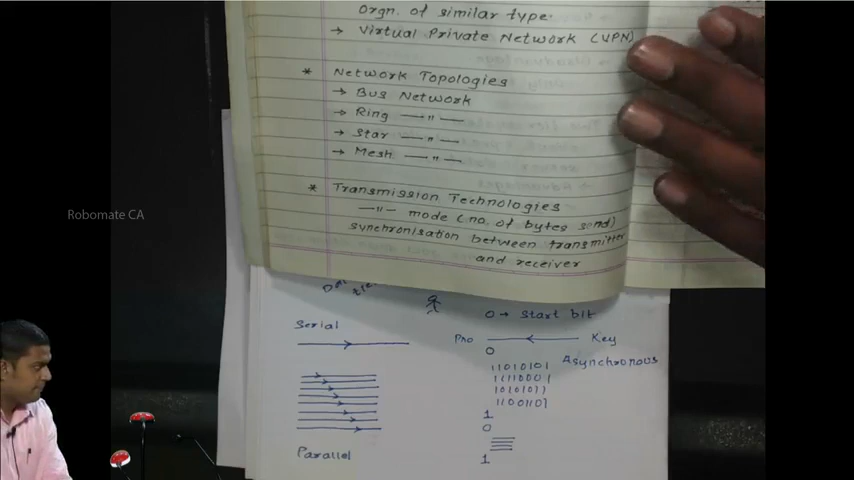 Orgn. of similar type.
→ Virtual Private Network (VPN)
* Network Topologies
→ Bus Network
→ Ring —"—
→ Star —"—
→ Mesh —"—
* Transmission Technologies
—"— mode (no. of bytes send)
synchronisation between transmitter
and receiver
Robomate CA
0 → Start bit
Serial
Pro
Key
0
Asynchronous
11010101
11110001
11001101
1
0
1
Parallel